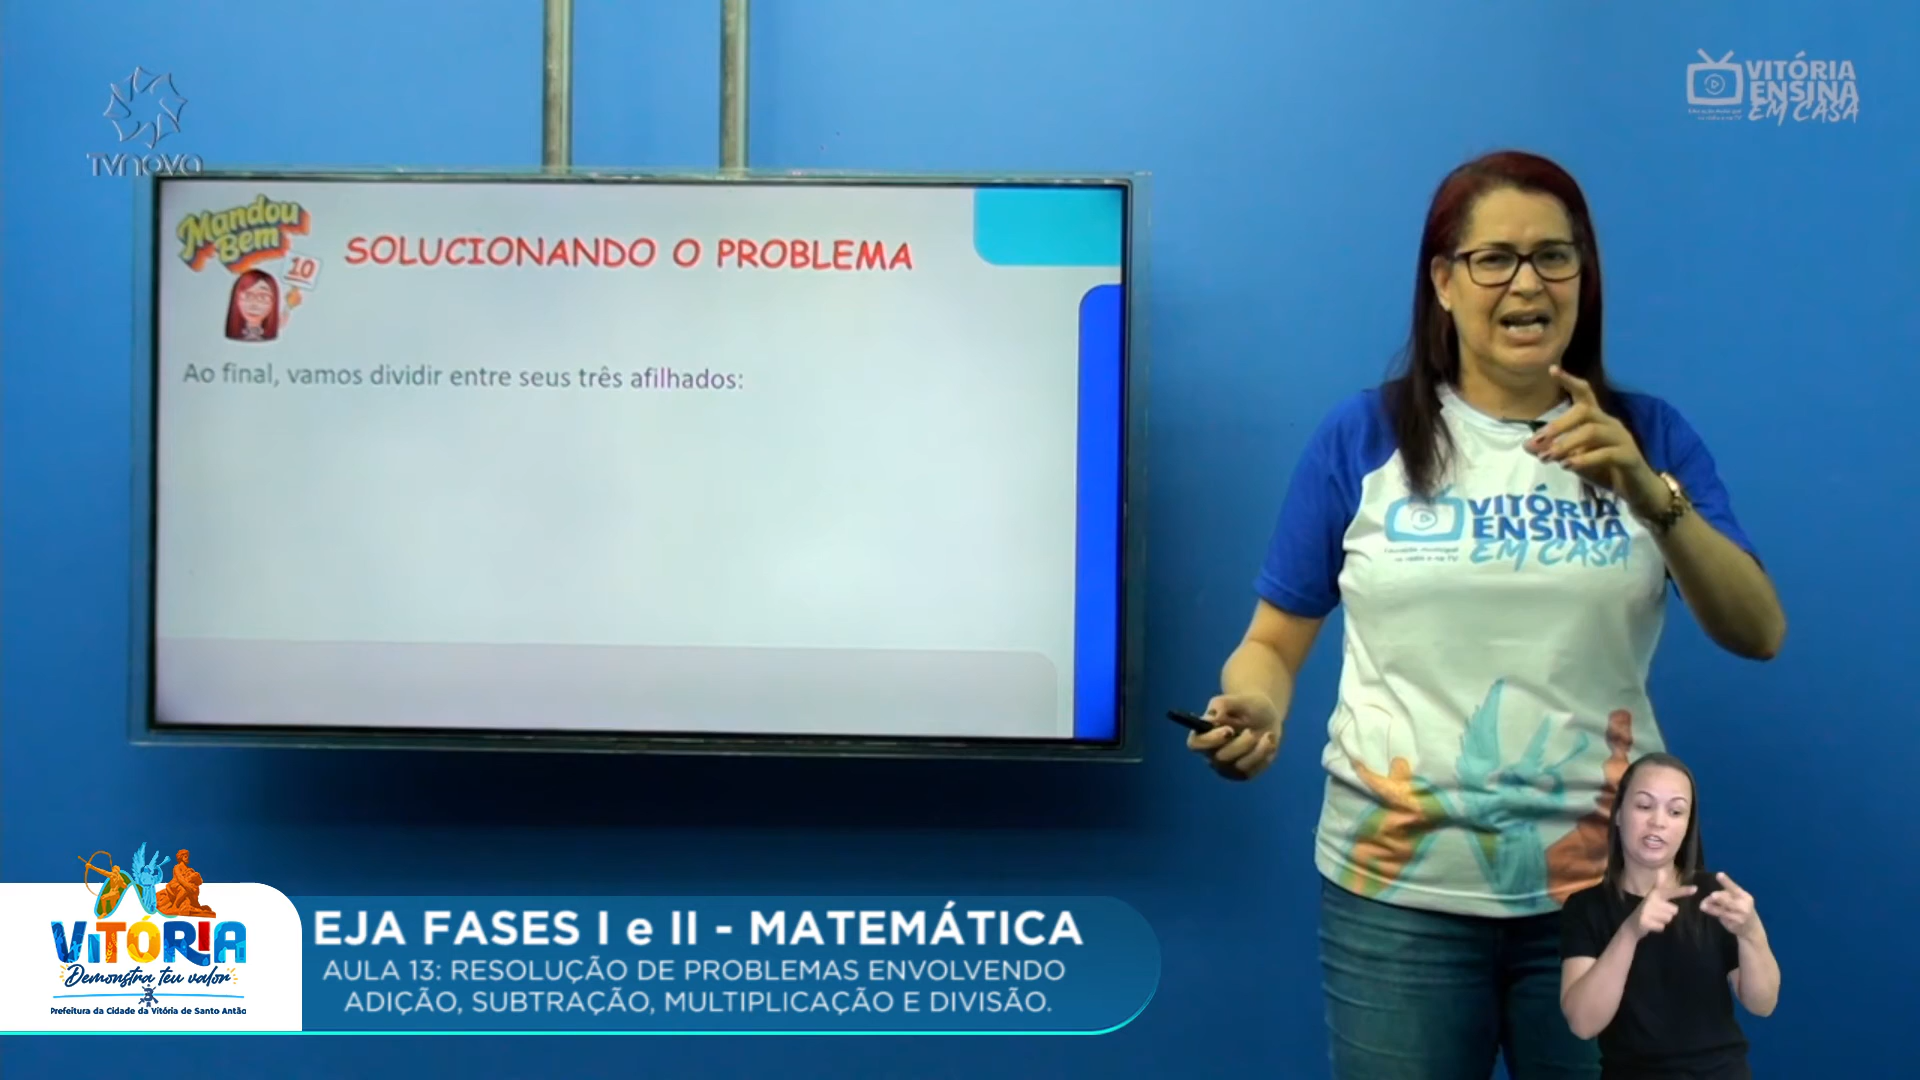 TVNOVA
VITÓRIA
ENSINA
EM CASA
Mandou
Bem
10
SOLUCIONANDO O PROBLEMA
Ao final, vamos dividir entre seus três afilhados:
VITÓRIA
ENSINA
EM CASA
VITÓRIA
Demonstra teu valor
Prefeitura da Cidade da Vitória de Santo Antão
EJA FASES I e II - MATEMÁTICA
AULA 13: RESOLUÇÃO DE PROBLEMAS ENVOLVENDO
ADIÇÃO, SUBTRAÇÃO, MULTIPLICAÇÃO E DIVISÃO.